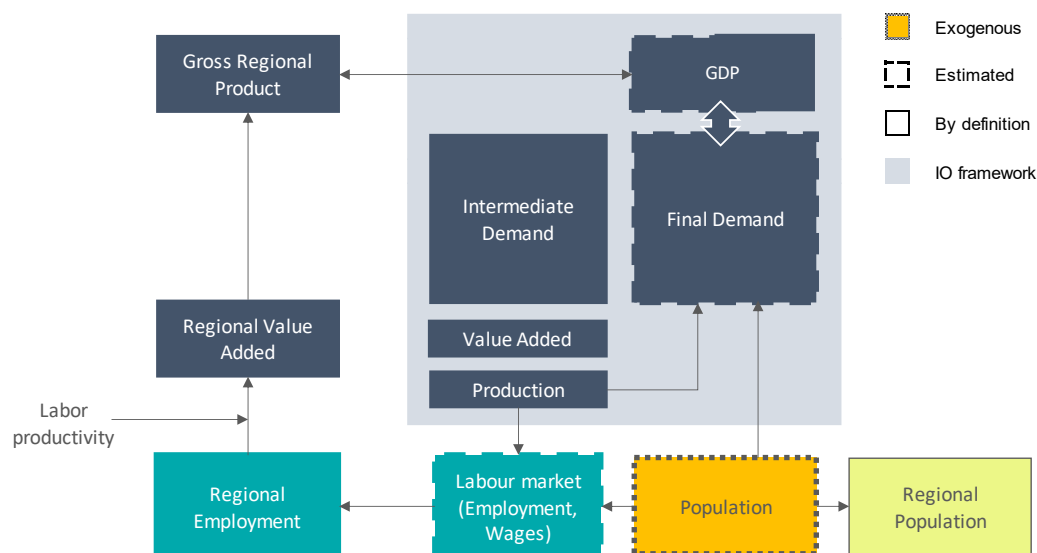 Gross Regional
Product
GDP
Exogenous
Estimated
By definition
IO framework
Intermediate
Demand
Final Demand
Regional Value
Added
Value Added
Production
Labor
productivity
Regional
Employment
Labour market
(Employment,
Wages)
Population
Regional
Population